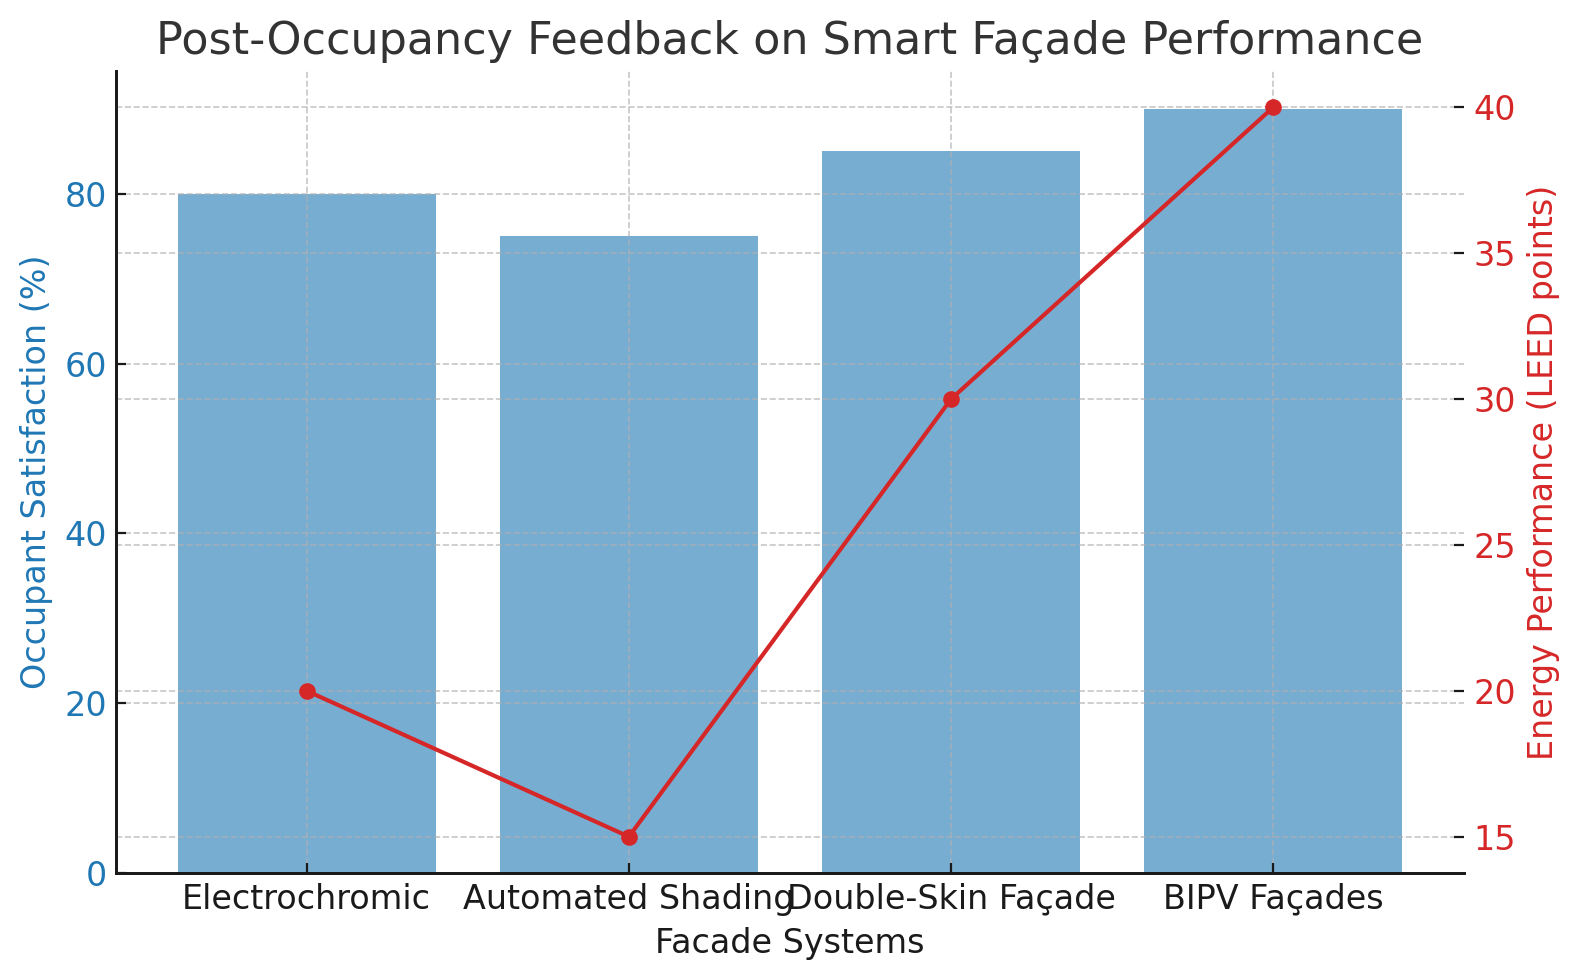 Post-Occupancy Feedback on Smart Façade Performance
Occupant Satisfaction (%)
80
60
40
20
0
40
35
30
25
20
15
Energy Performance (LEED points)
Electrochromic
Automated Shading
Double-Skin Façade
BIPV Façades
Facade Systems